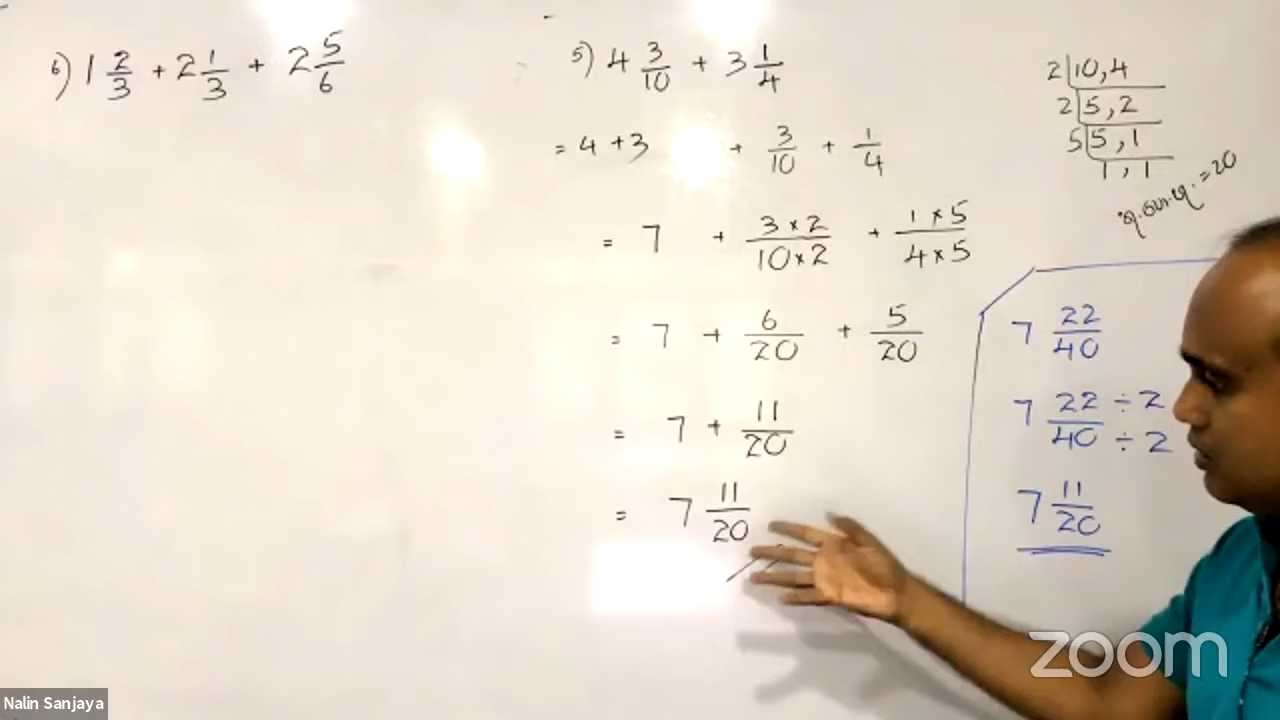 6) 1 2/3 + 2 1/3 + 2 5/6
5) 4 3/10 + 3 1/4
= 4 + 3 + 3/10 + 1/4
= 7 + 3 × 2/10 × 2 + 1 × 5/4 × 5
= 7 + 6/20 + 5/20
= 7 + 11/20
= 7 11/20
2 | 10, 4
2 | 5, 2
5 | 5, 1
1, 1
කු.පො.ගු. = 20
7 22/40
7 22 ÷ 2/40 ÷ 2
7 11/20
zoom
Nalin Sanjaya